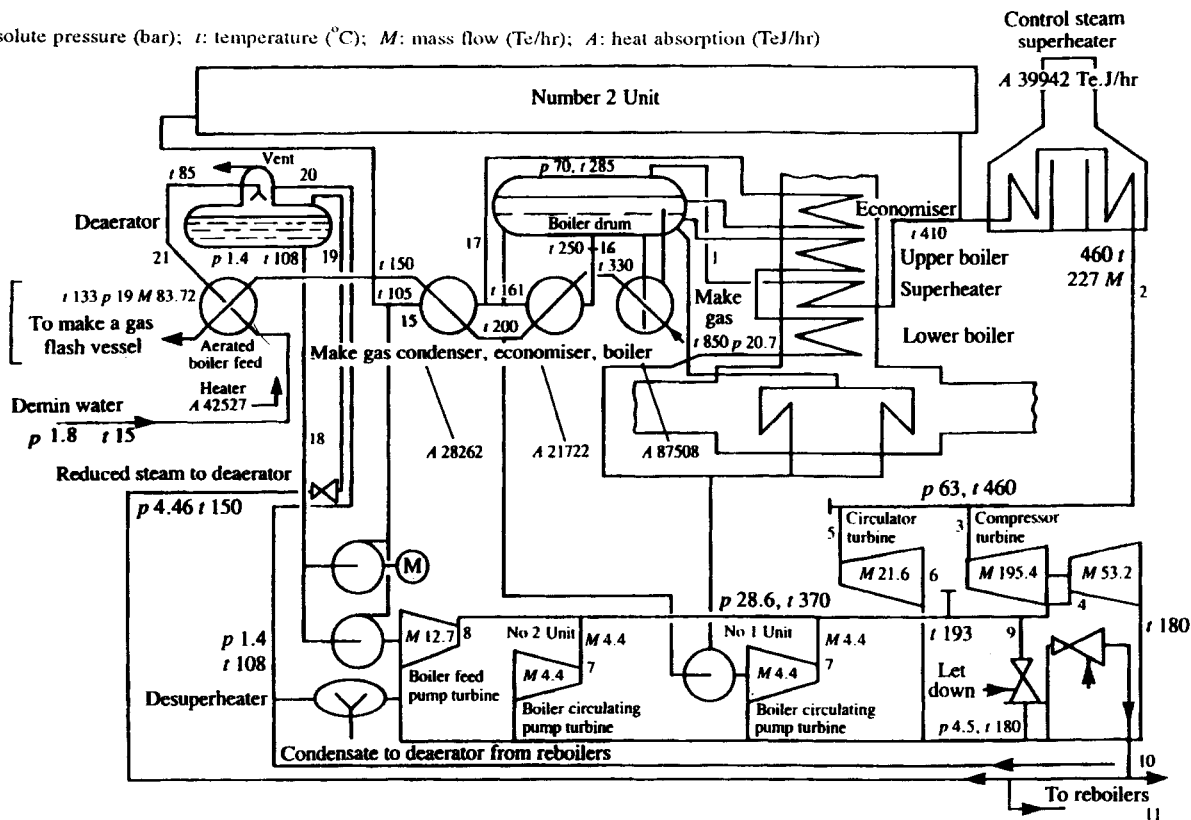 solute pressure (bar); t: temperature (°C); M: mass flow (Te/hr); A: heat absorption (TeJ/hr)
Control steam
superheater
A 39942 Te.J/hr
Number 2 Unit
Vent
t 85
20
p 70, t 285
Deaerator
Boiler drum
Economiser
t 410
21
p 1.4 t 108
19
17
t 250
16
1
Upper boiler
460 t
227 M
2
t 150
t 330
t 133 p 19 M 83.72
t 105
t 161
Make
gas
Superheater
To make a gas
flash vessel
15
t 200
t 850 p 20.7
Lower boiler
Aerated
boiler feed
Make gas condenser, economiser, boiler
Heater
A 42527
Demin water
p 1.8 t 15
18
A 28262
A 21722
A 87508
Reduced steam to deaerator
p 4.46 t 150
p 63, t 460
5
Circulator
turbine
3
Compressor
turbine
M
M 21.6
6
M 195.4
M 53.2
p 28.6, t 370
4
p 1.4
t 108
M 12.7
8
No 2 Unit
M 4.4
No 1 Unit
M 4.4
t 193
9
t 180
M 4.4
7
M 4.4
7
Let
down
Desuperheater
Boiler feed
pump turbine
Boiler circulating
pump turbine
Boiler circulating
pump turbine
p 4.5, t 180
Condensate to deaerator from reboilers
10
To reboilers
11